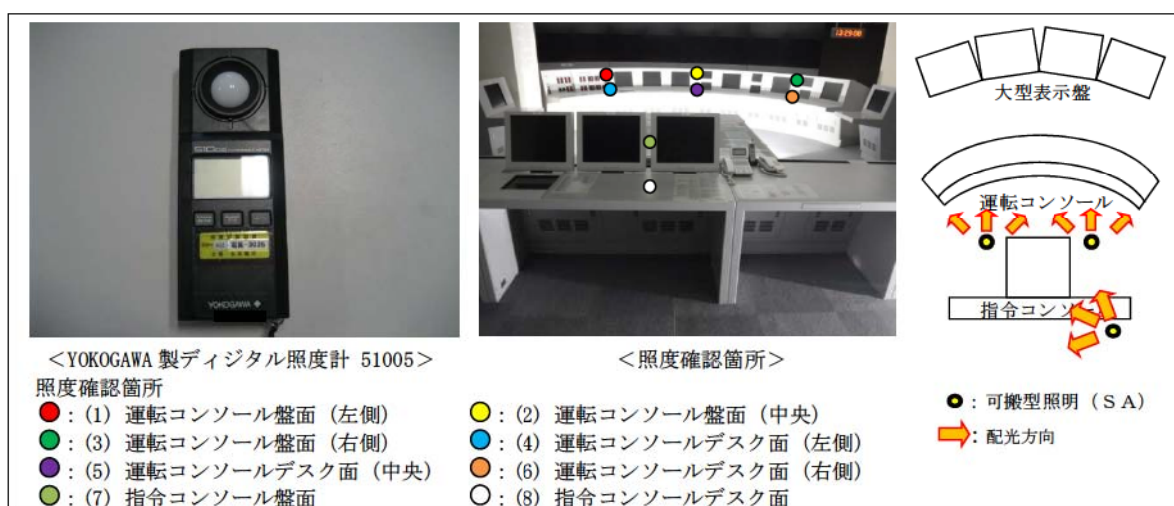 13:29:00
YOKOGAWA
大型表示盤
運転コンソール
指令コンソー
<YOKOGAWA 製ディジタル照度計 51005>
<照度確認箇所>
照度確認箇所
●:(1) 運転コンソール盤面(左側)
●:(2) 運転コンソール盤面(中央)
●:(3) 運転コンソール盤面(右側)
●:(4) 運転コンソールデスク面(左側)
●:(5) 運転コンソールデスク面(中央)
●:(6) 運転コンソールデスク面(右側)
●:(7) 指令コンソール盤面
○:(8) 指令コンソールデスク面
:可搬型照明(SA)
:配光方向